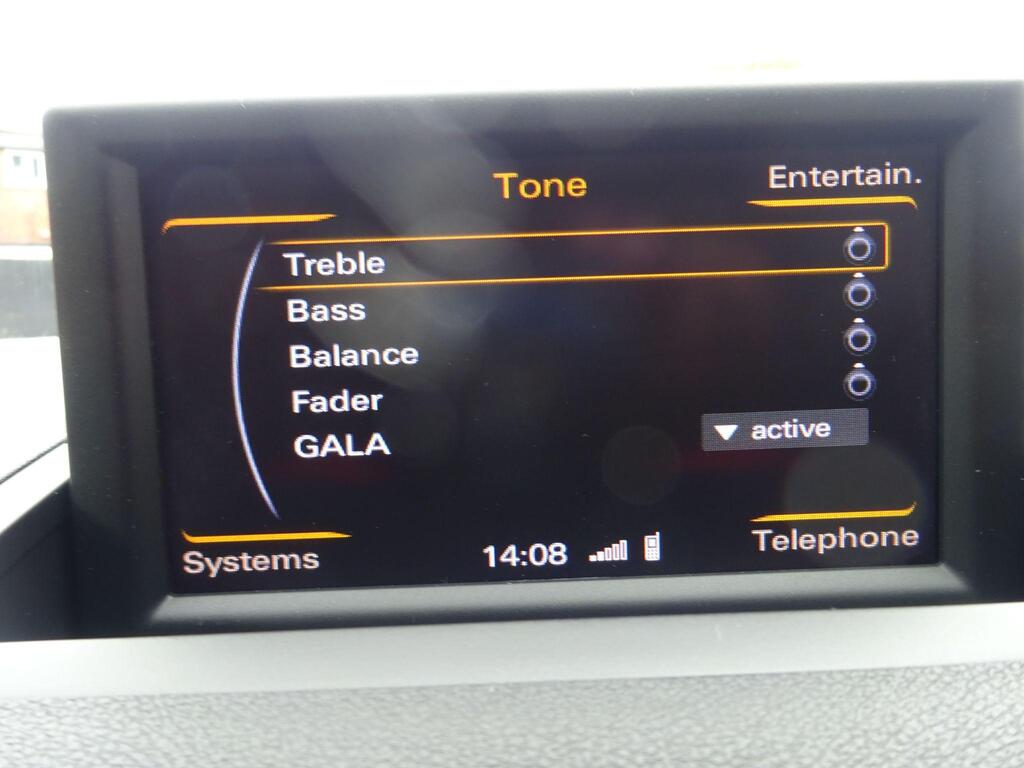 Tone
Entertain.
Treble
Bass
Balance
Fader
GALA
active
Systems
14:08
Telephone